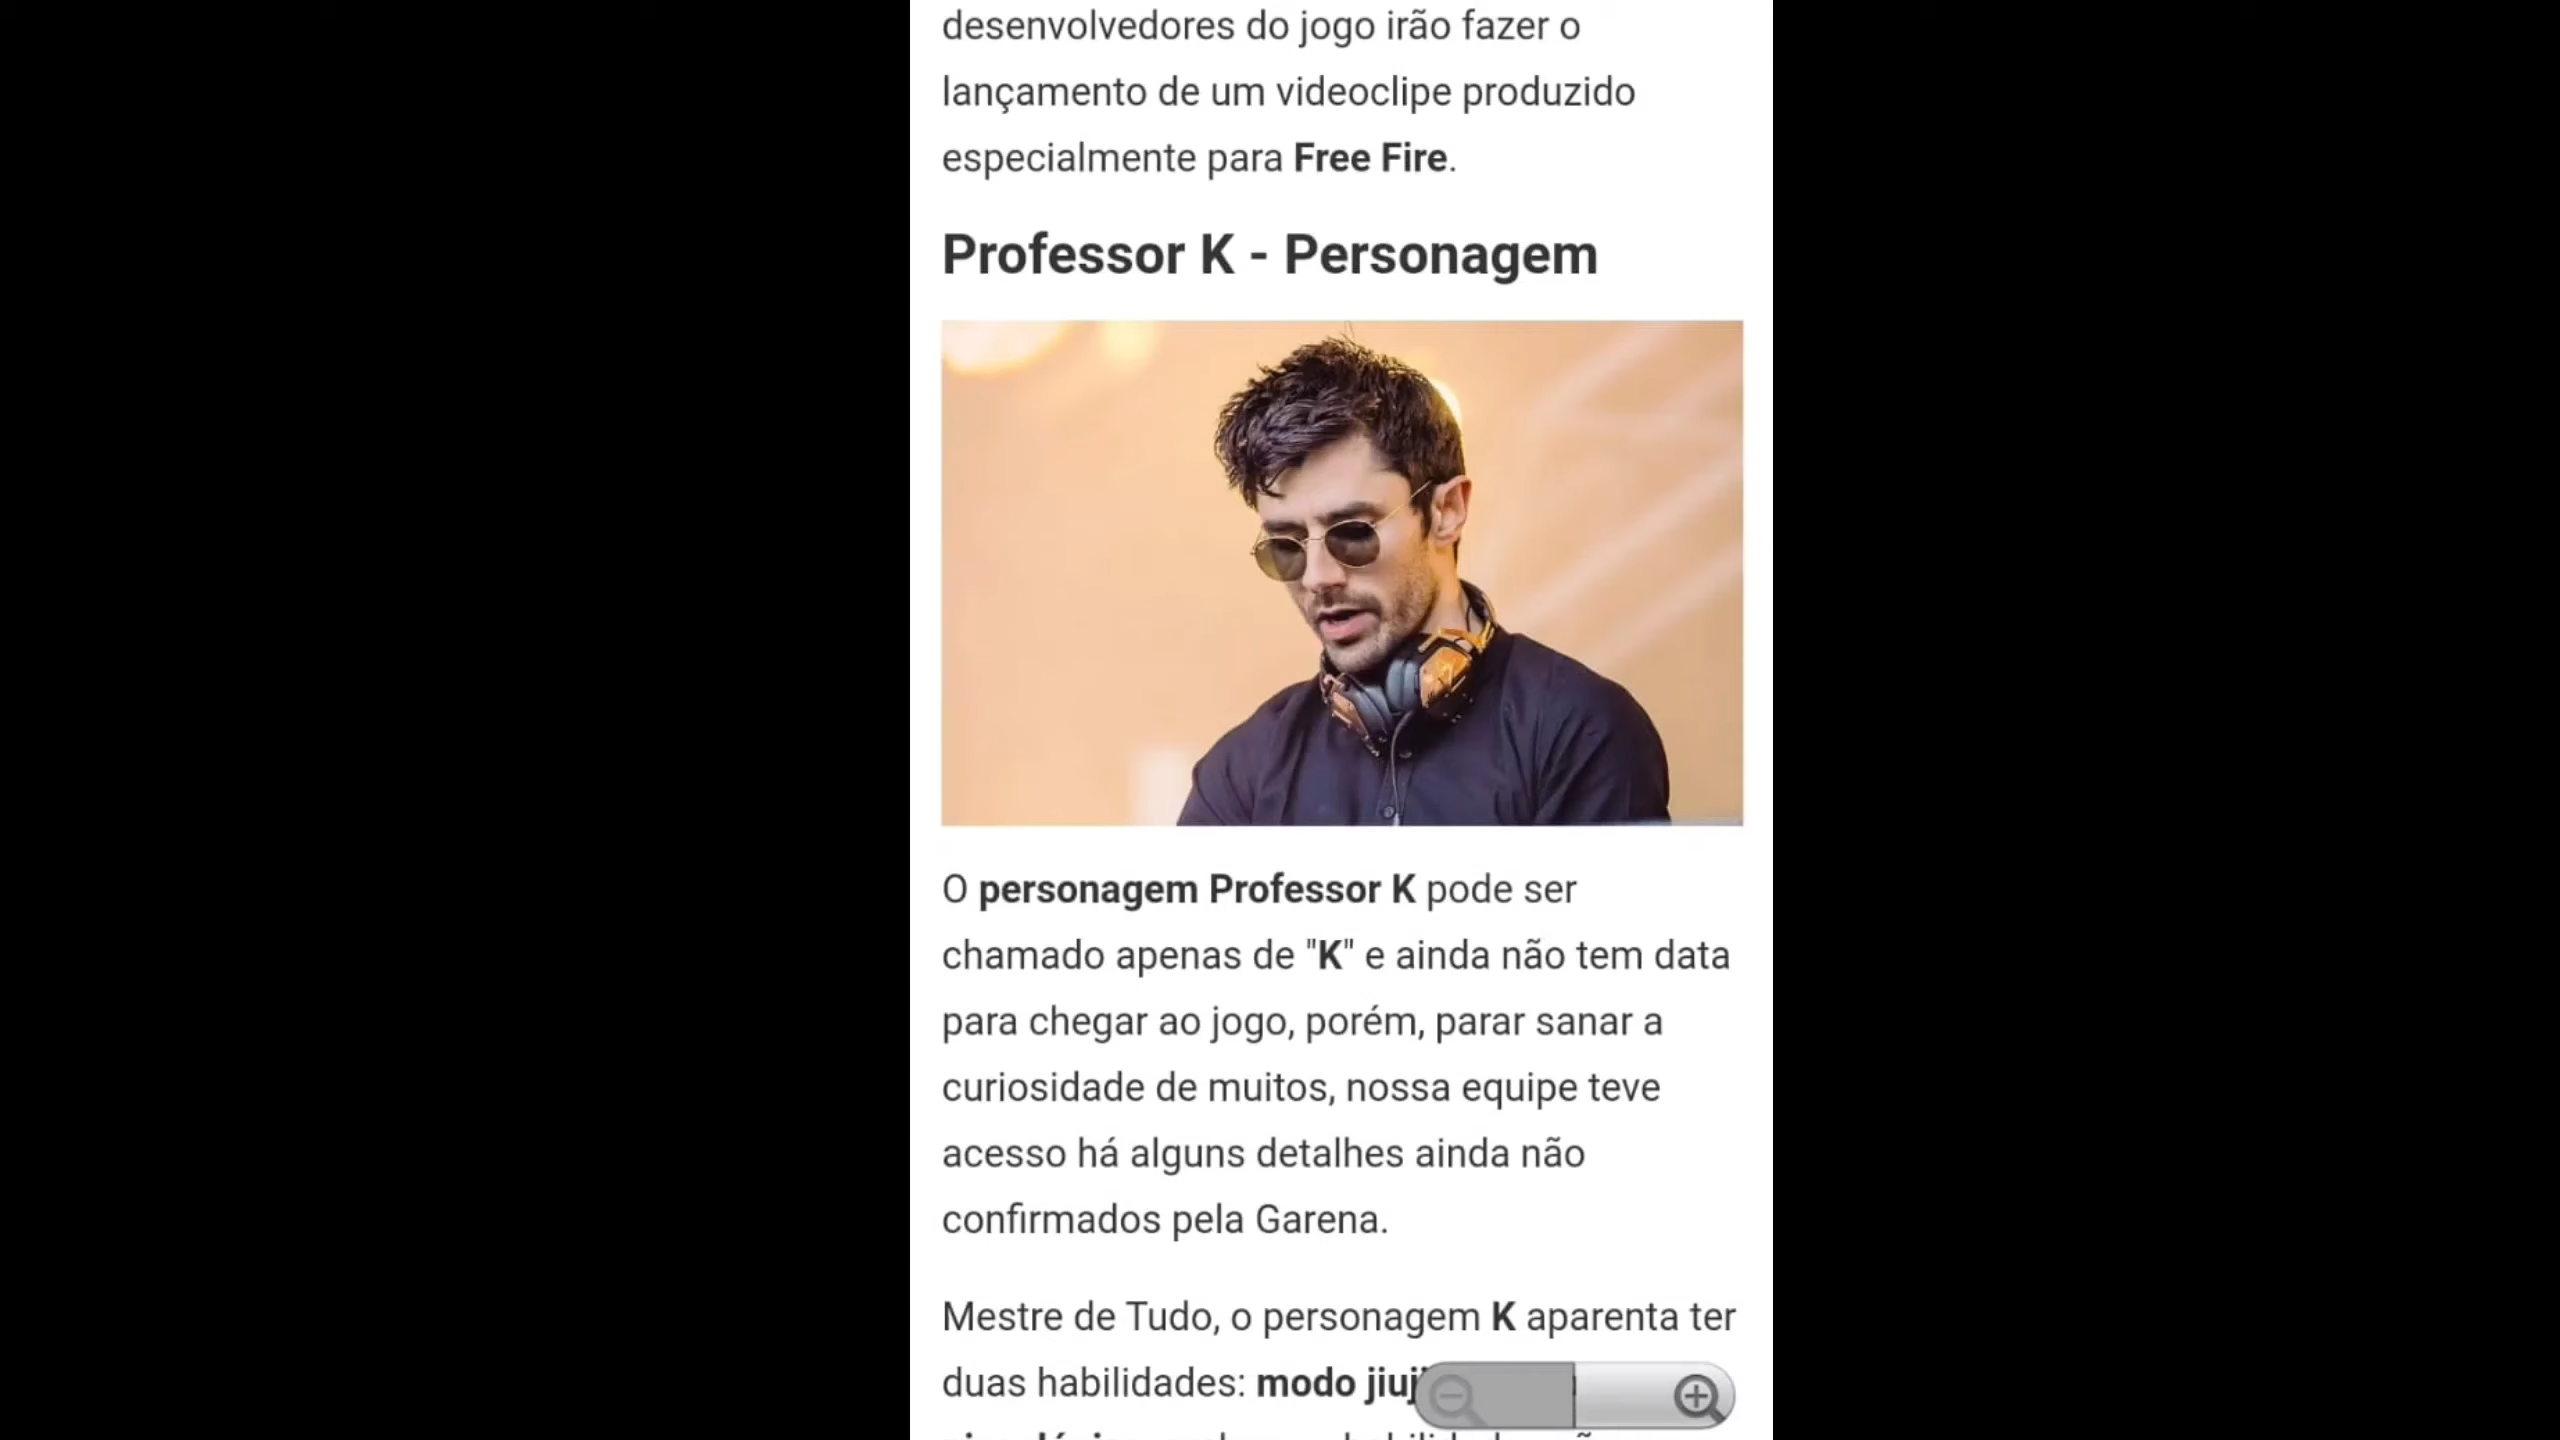 desenvolvedores do jogo irão fazer o
lançamento de um videoclipe produzido
especialmente para Free Fire.
Professor K - Personagem
O personagem Professor K pode ser
chamado apenas de "K" e ainda não tem data
para chegar ao jogo, porém, parar sanar a
curiosidade de muitos, nossa equipe teve
acesso há alguns detalhes ainda não
confirmados pela Garena.
Mestre de Tudo, o personagem K aparenta ter
duas habilidades: modo